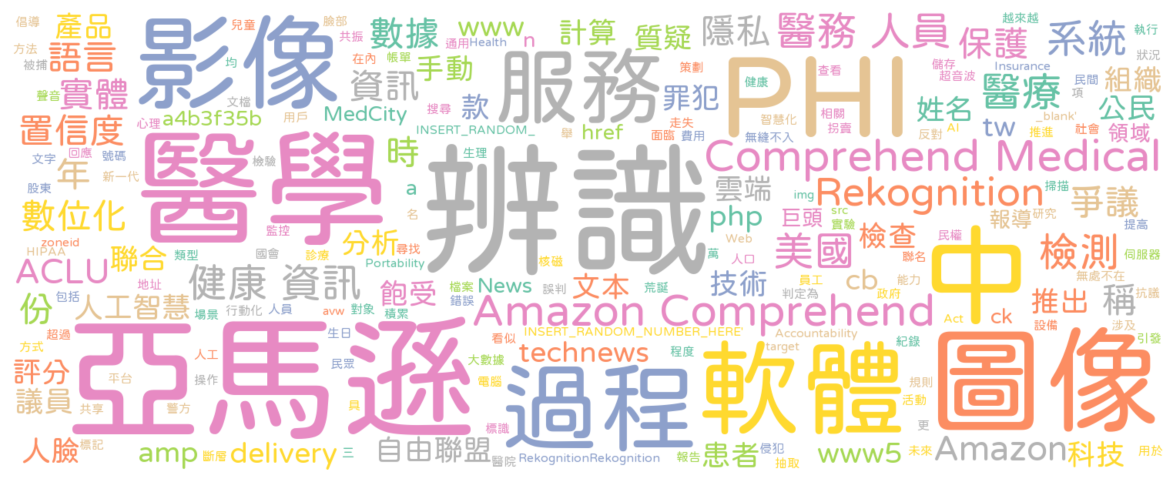 倡導 產品 兒童 臉部 數據 www n 計算 質疑 隱私 醫務 人員 保護 系統 越來越 執行
方法 語言 影像 共振 帳單 通用 Health 手動 服務 策劃 PHI 健康 查看 儲存 超音波 Insurance 民間 狀況
被捕 均 在內 資訊 款 罪犯 醫療 項 組織
聲音 實體 文檔 搜尋 MedCity 智慧化 相關 姓名 公民
置信度 a4b3f35b 用戶 INSERT_RANDOM_ href 走失 面臨 費用 舉 無縫不入 拐賣 反對 AI tw 推進 _blank' 社會 領域
心理 醫學 時 辨識 生理 Comprehend Medical
文字 回應 號碼 檢驗
股東 年 新一代 a 雲端 img Rekognition 掃描 爭議
數位化 名 php 巨頭 src 實驗 報導 研究 提高
zoneid 監控 分析 尋找 核磁 萬 美國 檢查 民權 檢測
HIPAA 聯合 類型 國會 診療 Portability Web 人口 聯名 中 伺服器
ACLU 地址 健康 資訊 飽受 檔案 News 誤判 文本 荒誕 技術 cb 員工 能力 無處不在
份 包括 人工智慧 場景 行動化 人員 avw 對象 積累 錯誤 Amazon Comprehend 判定為 政府 推出 稱 抗議
超過 生日 看似 INSERT_RANDOM_NUMBER_HERE' Accountability Act ck 設備 涉及
方式 亞馬遜 人工 民眾 大數據 technews 程度 target 軟體 紀錄 圖像 引發
評分 平台 操作 電腦 過程 規則
議員 共享 警方 具 標識 活動 更
人臉 標記 amp 斷層 delivery 三 自由聯盟 醫院 RekognitionRekognition 報告 患者 侵犯 抽取 www5 未來 Amazon 科技 用於